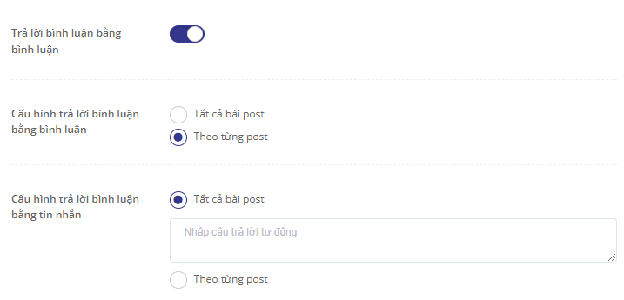 Trả lời bình luận bằng
bình luận
Cấu hình trả lời bình luận
bằng bình luận
Tất cả bài post
Theo từng post
Cấu hình trả lời bình luận
bằng tin nhắn
Tất cả bài post
Nhập câu trả lời tự động
Theo từng post